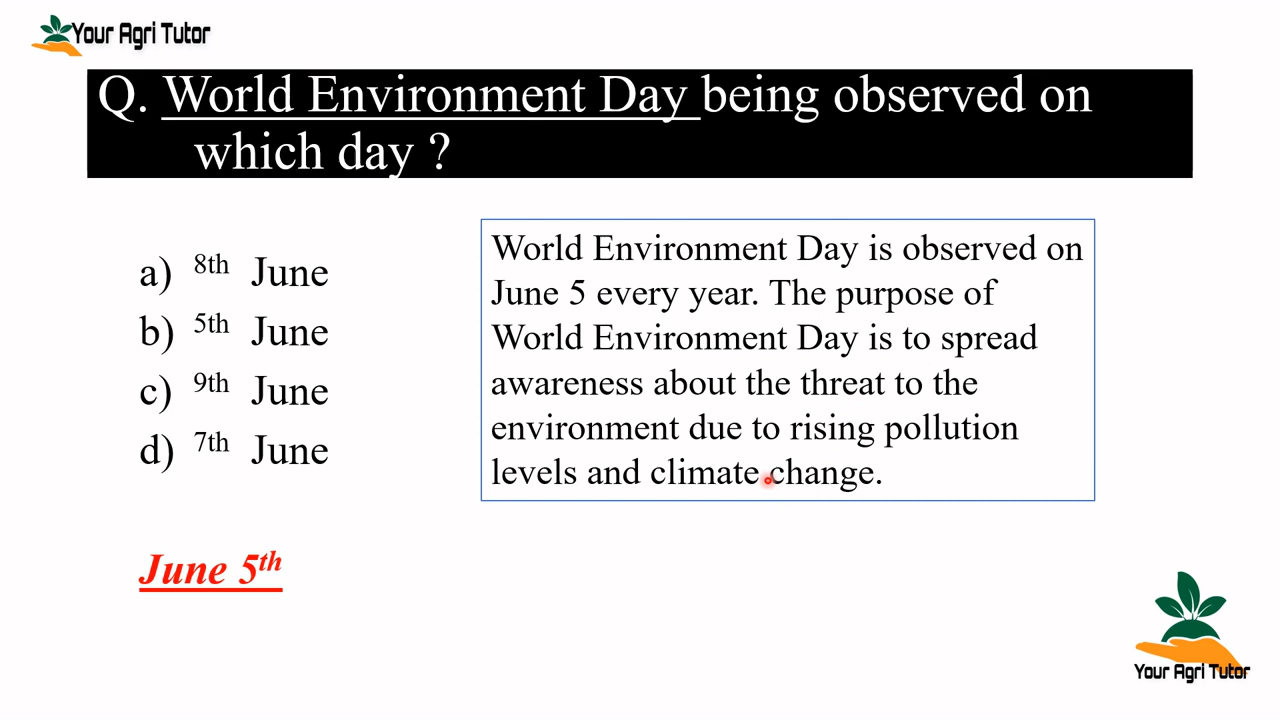 Your Agri Tutor
Q. World Environment Day being observed on
which day ?
a) 8th June
b) 5th June
c) 9th June
d) 7th June
World Environment Day is observed on
June 5 every year. The purpose of
World Environment Day is to spread
awareness about the threat to the
environment due to rising pollution
levels and climate change.
June 5th
Your Agri Tutor